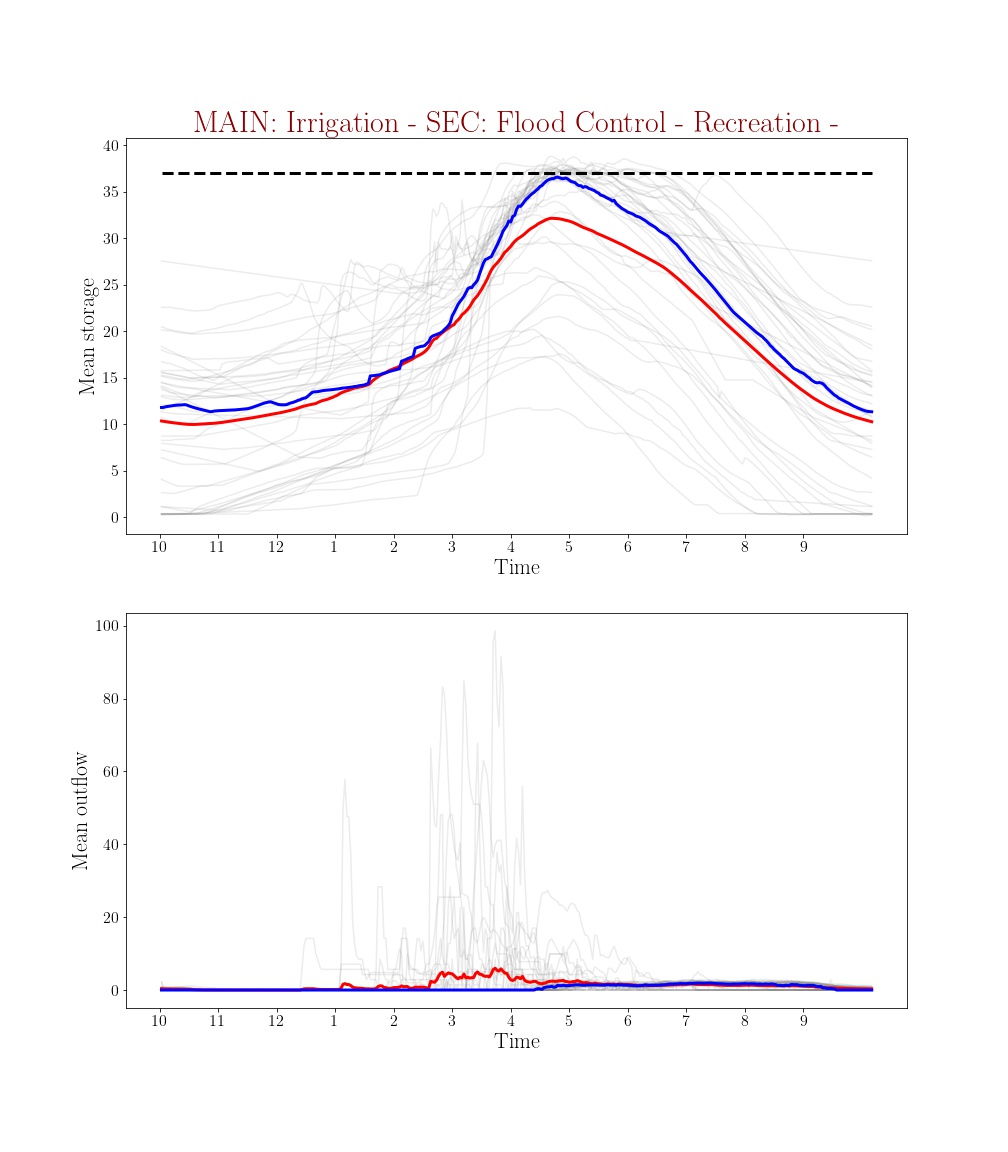 MAIN: Irrigation - SEC: Flood Control - Recreation -
40
35
30
25
20
15
10
5
0
Mean storage
10 11 12 1 2 3 4 5 6 7 8 9
Time
100
80
60
40
20
0
Mean outflow
10 11 12 1 2 3 4 5 6 7 8 9
Time